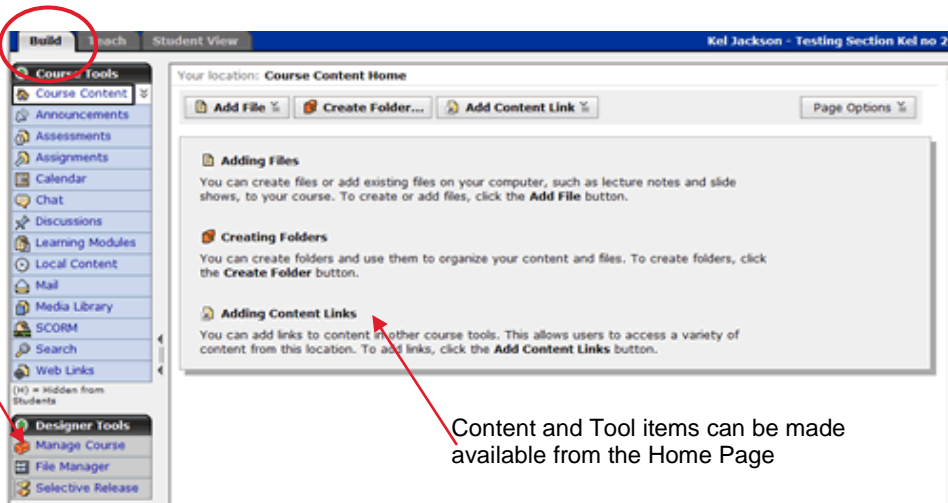 Build Teach Student View Kel Jackson - Testing Section Kel no 2
Course Tools
Course Content
Announcements
Assessments
Assignments
Calendar
Chat
Discussions
Learning Modules
Local Content
Mail
Media Library
SCORM
Search
Web Links
(H) = Hidden from
Students
Designer Tools
Manage Course
File Manager
Selective Release
Your location: Course Content Home
Add File Create Folder... Add Content Link Page Options
Adding Files
You can create files or add existing files on your computer, such as lecture notes and slide
shows, to your course. To create or add files, click the Add File button.
Creating Folders
You can create folders and use them to organize your content and files. To create folders, click
the Create Folder button.
Adding Content Links
You can add links to content in other course tools. This allows users to access a variety of
content from this location. To add links, click the Add Content Links button.
Content and Tool items can be made
available from the Home Page